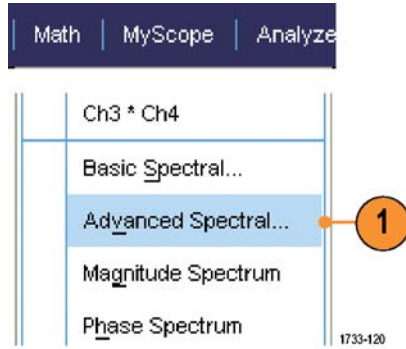 Math MyScope Analyze
Ch3 * Ch4
Basic Spectral...
Advanced Spectral...
1
Magnitude Spectrum
Phase Spectrum
1733-120